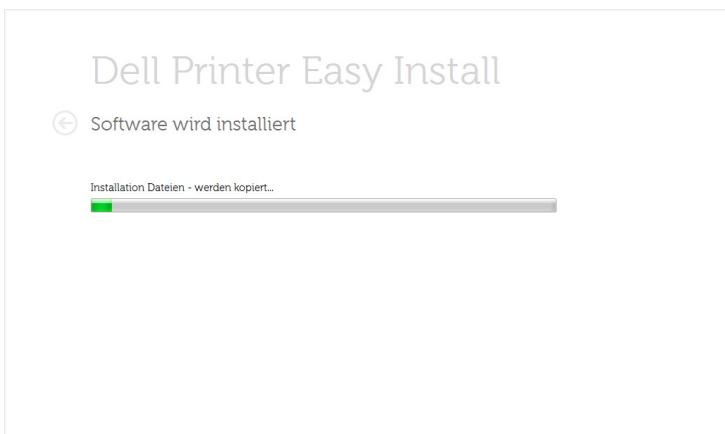 Dell Printer Easy Install
Software wird installiert
Installation Dateien - werden kopiert...